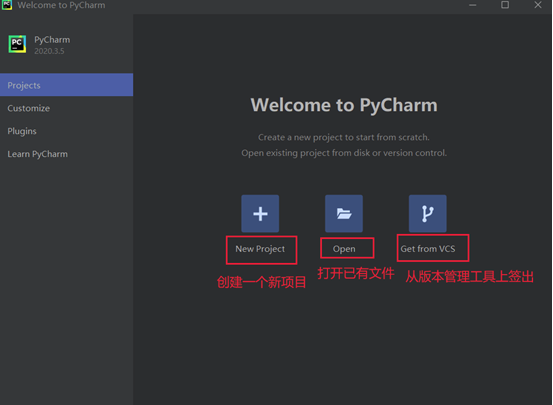 Welcome to PyCharm
PyCharm
2020.3.5
Projects
Customize
Plugins
Learn PyCharm
Welcome to PyCharm
Create a new project to start from scratch.
Open existing project from disk or version control.
New Project
Open
Get from VCS
创建一个新项目
打开已有文件
从版本管理工具上签出